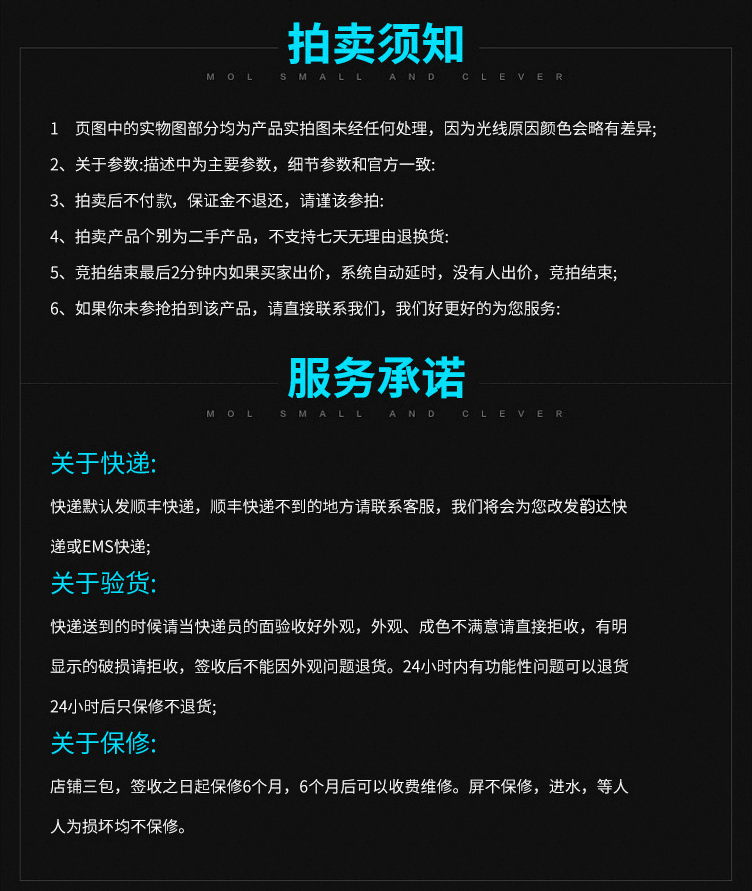 拍卖须知
MOL SMALL AND CLEVER
1 页图中的实物图部分均为产品实拍图未经任何处理，因为光线原因颜色会略有差异;
2、关于参数:描述中为主要参数，细节参数和官方一致:
3、拍卖后不付款，保证金不退还，请谨该参拍:
4、拍卖产品个别为二手产品，不支持七天无理由退换货:
5、竞拍结束最后2分钟内如果买家出价，系统自动延时，没有人出价，竞拍结束;
6、如果你未参抢拍到该产品，请直接联系我们，我们好更好的为您服务:
服务承诺
MOL SMALL AND CLEVER
关于快递:
快递默认发顺丰快递，顺丰快递不到的地方请联系客服，我们将会为您改发韵达快
递或EMS快递;
关于验货:
快递送到的时候请当快递员的面验收好外观，外观、成色不满意请直接拒收，有明
显示的破损请拒收，签收后不能因外观问题退货。24小时内有功能性问题可以退货
24小时后只保修不退货;
关于保修:
店铺三包，签收之日起保修6个月，6个月后可以收费维修。屏不保修，进水，等人
人为损坏均不保修。